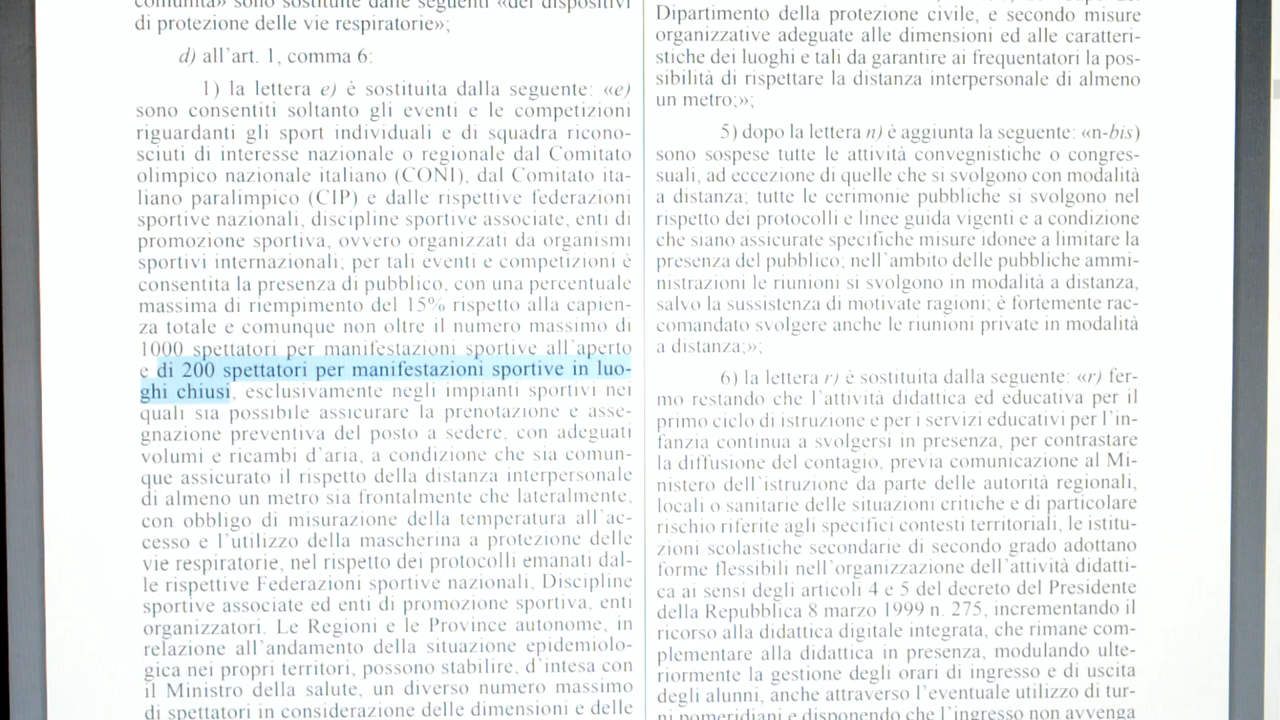 comunità» sono sostituite dalle seguenti «dei dispositivi
di protezione delle vie respiratorie»;
d) all'art. 1, comma 6:
1) la lettera e) è sostituita dalla seguente: «e)
sono consentiti soltanto gli eventi e le competizioni
riguardanti gli sport individuali e di squadra ricono-
sciuti di interesse nazionale o regionale dal Comitato
olimpico nazionale italiano (CONI), dal Comitato ita-
liano paralimpico (CIP) e dalle rispettive federazioni
sportive nazionali, discipline sportive associate, enti di
promozione sportiva, ovvero organizzati da organismi
sportivi internazionali; per tali eventi e competizioni è
consentita la presenza di pubblico, con una percentuale
massima di riempimento del 15% rispetto alla capien-
za totale e comunque non oltre il numero massimo di
1000 spettatori per manifestazioni sportive all'aperto
e di 200 spettatori per manifestazioni sportive in luo-
ghi chiusi, esclusivamente negli impianti sportivi nei
quali sia possibile assicurare la prenotazione e asse-
gnazione preventiva del posto a sedere, con adeguati
volumi e ricambi d'aria, a condizione che sia comun-
que assicurato il rispetto della distanza interpersonale
di almeno un metro sia frontalmente che lateralmente,
con obbligo di misurazione della temperatura all'ac-
cesso e l'utilizzo della mascherina a protezione delle
vie respiratorie, nel rispetto dei protocolli emanati dal-
le rispettive Federazioni sportive nazionali, Discipline
sportive associate ed enti di promozione sportiva, enti
organizzatori. Le Regioni e le Province autonome, in
relazione all'andamento della situazione epidemiolo-
gica nei propri territori, possono stabilire, d'intesa con
il Ministro della salute, un diverso numero massimo
di spettatori in considerazione delle dimensioni e delle
Dipartimento della protezione civile, e secondo misure
organizzative adeguate alle dimensioni ed alle caratteri-
stiche dei luoghi e tali da garantire ai frequentatori la pos-
sibilità di rispettare la distanza interpersonale di almeno
un metro;»;
5) dopo la lettera n) è aggiunta la seguente: «n-bis)
sono sospese tutte le attività convegnistiche o congres-
suali, ad eccezione di quelle che si svolgono con modalità
a distanza; tutte le cerimonie pubbliche si svolgono nel
rispetto dei protocolli e linee guida vigenti e a condizione
che siano assicurate specifiche misure idonee a limitare la
presenza del pubblico; nell'ambito delle pubbliche ammi-
nistrazioni le riunioni si svolgono in modalità a distanza,
salvo la sussistenza di motivate ragioni; è fortemente rac-
comandato svolgere anche le riunioni private in modalità
a distanza;»;
6) la lettera r) è sostituita dalla seguente: «r) fer-
mo restando che l'attività didattica ed educativa per il
primo ciclo di istruzione e per i servizi educativi per l'in-
fanzia continua a svolgersi in presenza, per contrastare
la diffusione del contagio, previa comunicazione al Mi-
nistero dell'istruzione da parte delle autorità regionali,
locali o sanitarie delle situazioni critiche e di particolare
rischio riferite agli specifici contesti territoriali, le istitu-
zioni scolastiche secondarie di secondo grado adottano
forme flessibili nell'organizzazione dell'attività didatti-
ca ai sensi degli articoli 4 e 5 del decreto del Presidente
della Repubblica 8 marzo 1999 n. 275, incrementando il
ricorso alla didattica digitale integrata, che rimane com-
plementare alla didattica in presenza, modulando ulte-
riormente la gestione degli orari di ingresso e di uscita
degli alunni, anche attraverso l'eventuale utilizzo di tur-
ni pomeridiani e disponendo che l'ingresso non avvenga